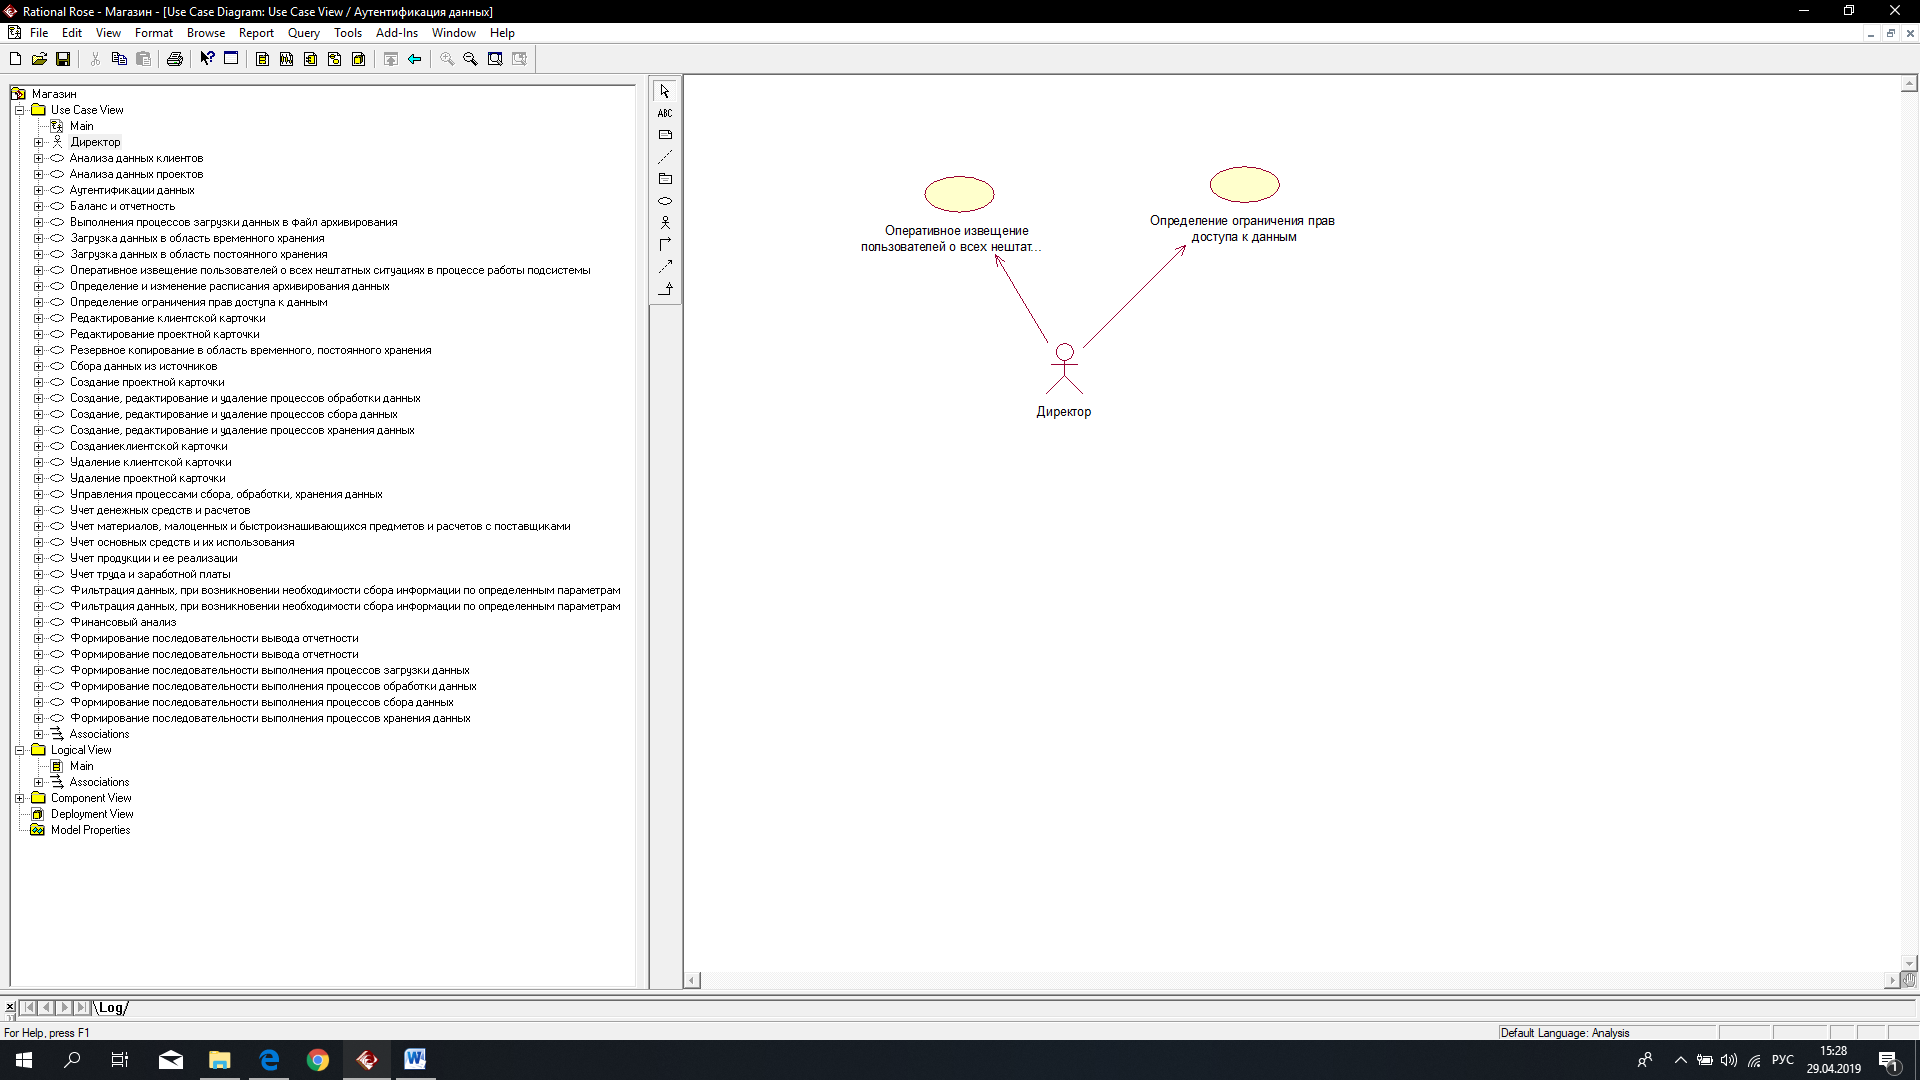 Rational Rose - Магазин - [Use Case Diagram: Use Case View / Аутентификация данных]
File Edit View Format Browse Report Query Tools Add-Ins Window Help
Магазин
Use Case View
Main
Директор
Анализа данных клиентов
Анализа данных проектов
Аутентификации данных
Баланс и отчетность
Выполнения процессов загрузки данных в файл архивирования
Загрузка данных в область временного хранения
Загрузка данных в область постоянного хранения
Оперативное извещение пользователей о всех нештатных ситуациях в процессе работы подсистемы
Определение и изменение расписания архивирования данных
Определение ограничения прав доступа к данным
Редактирование клиентской карточки
Редактирование проектной карточки
Резервное копирование в область временного, постоянного хранения
Сбора данных из источников
Создание проектной карточки
Создание, редактирование и удаление процессов обработки данных
Создание, редактирование и удаление процессов сбора данных
Создание, редактирование и удаление процессов хранения данных
Созданиеклиентской карточки
Удаление клиентской карточки
Удаление проектной карточки
Управления процессами сбора, обработки, хранения данных
Учет денежных средств и расчетов
Учет материалов, малоценных и быстроизнашивающихся предметов и расчетов с поставщиками
Учет основных средств и их использования
Учет продукции и ее реализации
Учет труда и заработной платы
Фильтрация данных, при возникновении необходимости сбора информации по определенным параметрам
Фильтрация данных, при возникновении необходимости сбора информации по определенным параметрам
Финансовый анализ
Формирование последовательности вывода отчетности
Формирование последовательности вывода отчетности
Формирование последовательности выполнения процессов загрузки данных
Формирование последовательности выполнения процессов обработки данных
Формирование последовательности выполнения процессов сбора данных
Формирование последовательности выполнения процессов хранения данных
Associations
Logical View
Main
Associations
Component View
Deployment View
Model Properties
ABC
Оперативное извещение
пользователей о всех нештат...
Определение ограничения прав
доступа к данным
Директор
Log
For Help, press F1
Default Language: Analysis
РУС
15:28
29.04.2019
1